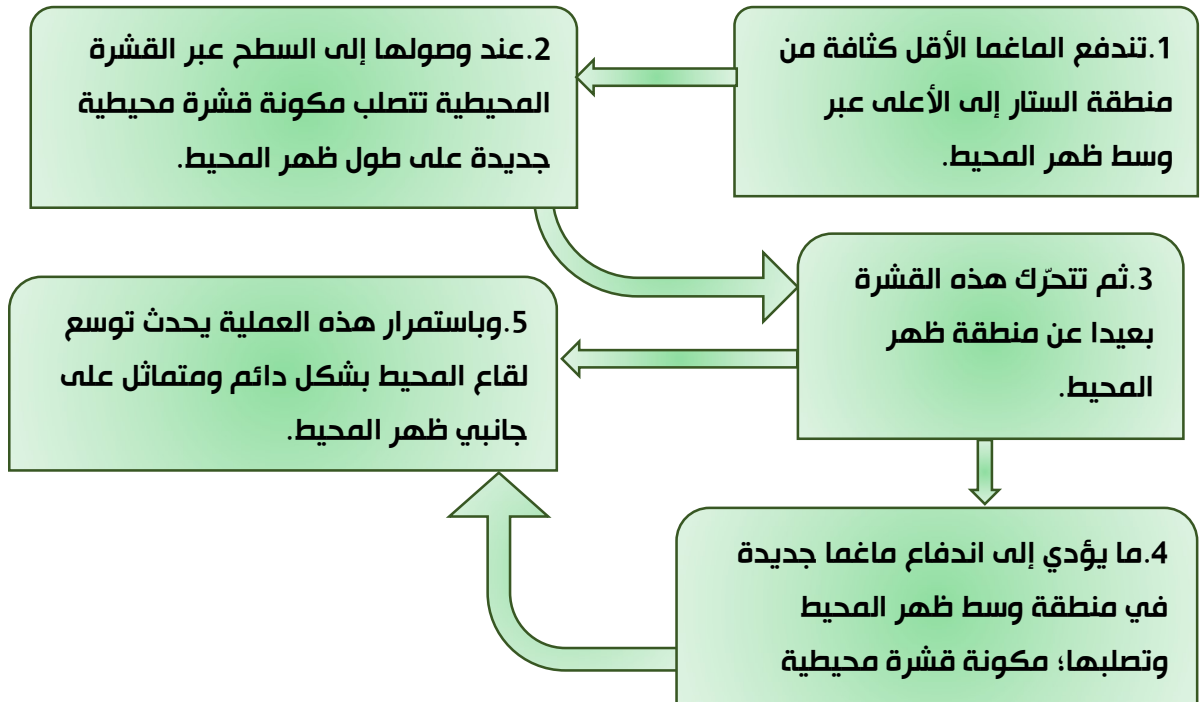 1.تندفع الماغما الأقل كثافة من
منطقة الستار إلى الأعلى عبر
وسط ظهر المحيط.
2.عند وصولها إلى السطح عبر القشرة
المحيطية تتصلب مكونة قشرة محيطية
جديدة على طول ظهر المحيط.
3.ثم تتحرّك هذه القشرة
بعيدا عن منطقة ظهر
المحيط.
4.ما يؤدي إلى اندفاع ماغما جديدة
في منطقة وسط ظهر المحيط
وتصلبها؛ مكونة قشرة محيطية
5.وباستمرار هذه العملية يحدث توسع
لقاع المحيط بشكل دائم ومتماثل على
جانبي ظهر المحيط.